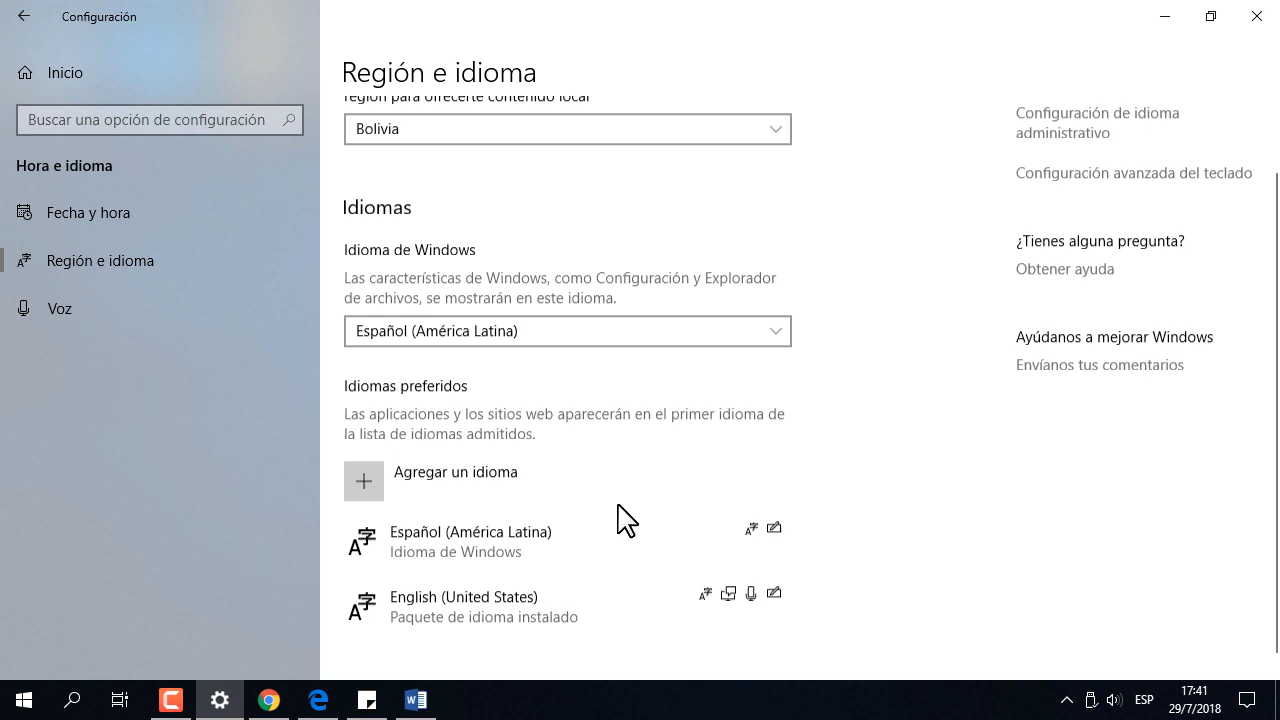 Configuración
Inicio
Buscar una opción de configuración
Hora e idioma
Fecha y hora
Región e idioma
Voz
Región e idioma
región para ofrecerte contenido local
Bolivia
Idiomas
Idioma de Windows
Las características de Windows, como Configuración y Explorador
de archivos, se mostrarán en este idioma.
Español (América Latina)
Idiomas preferidos
Las aplicaciones y los sitios web aparecerán en el primer idioma de
la lista de idiomas admitidos.
Agregar un idioma
Español (América Latina)
Idioma de Windows
English (United States)
Paquete de idioma instalado
Configuración de idioma
administrativo
Configuración avanzada del teclado
¿Tienes alguna pregunta?
Obtener ayuda
Ayúdanos a mejorar Windows
Envíanos tus comentarios
ESP
17:41
29/7/2018